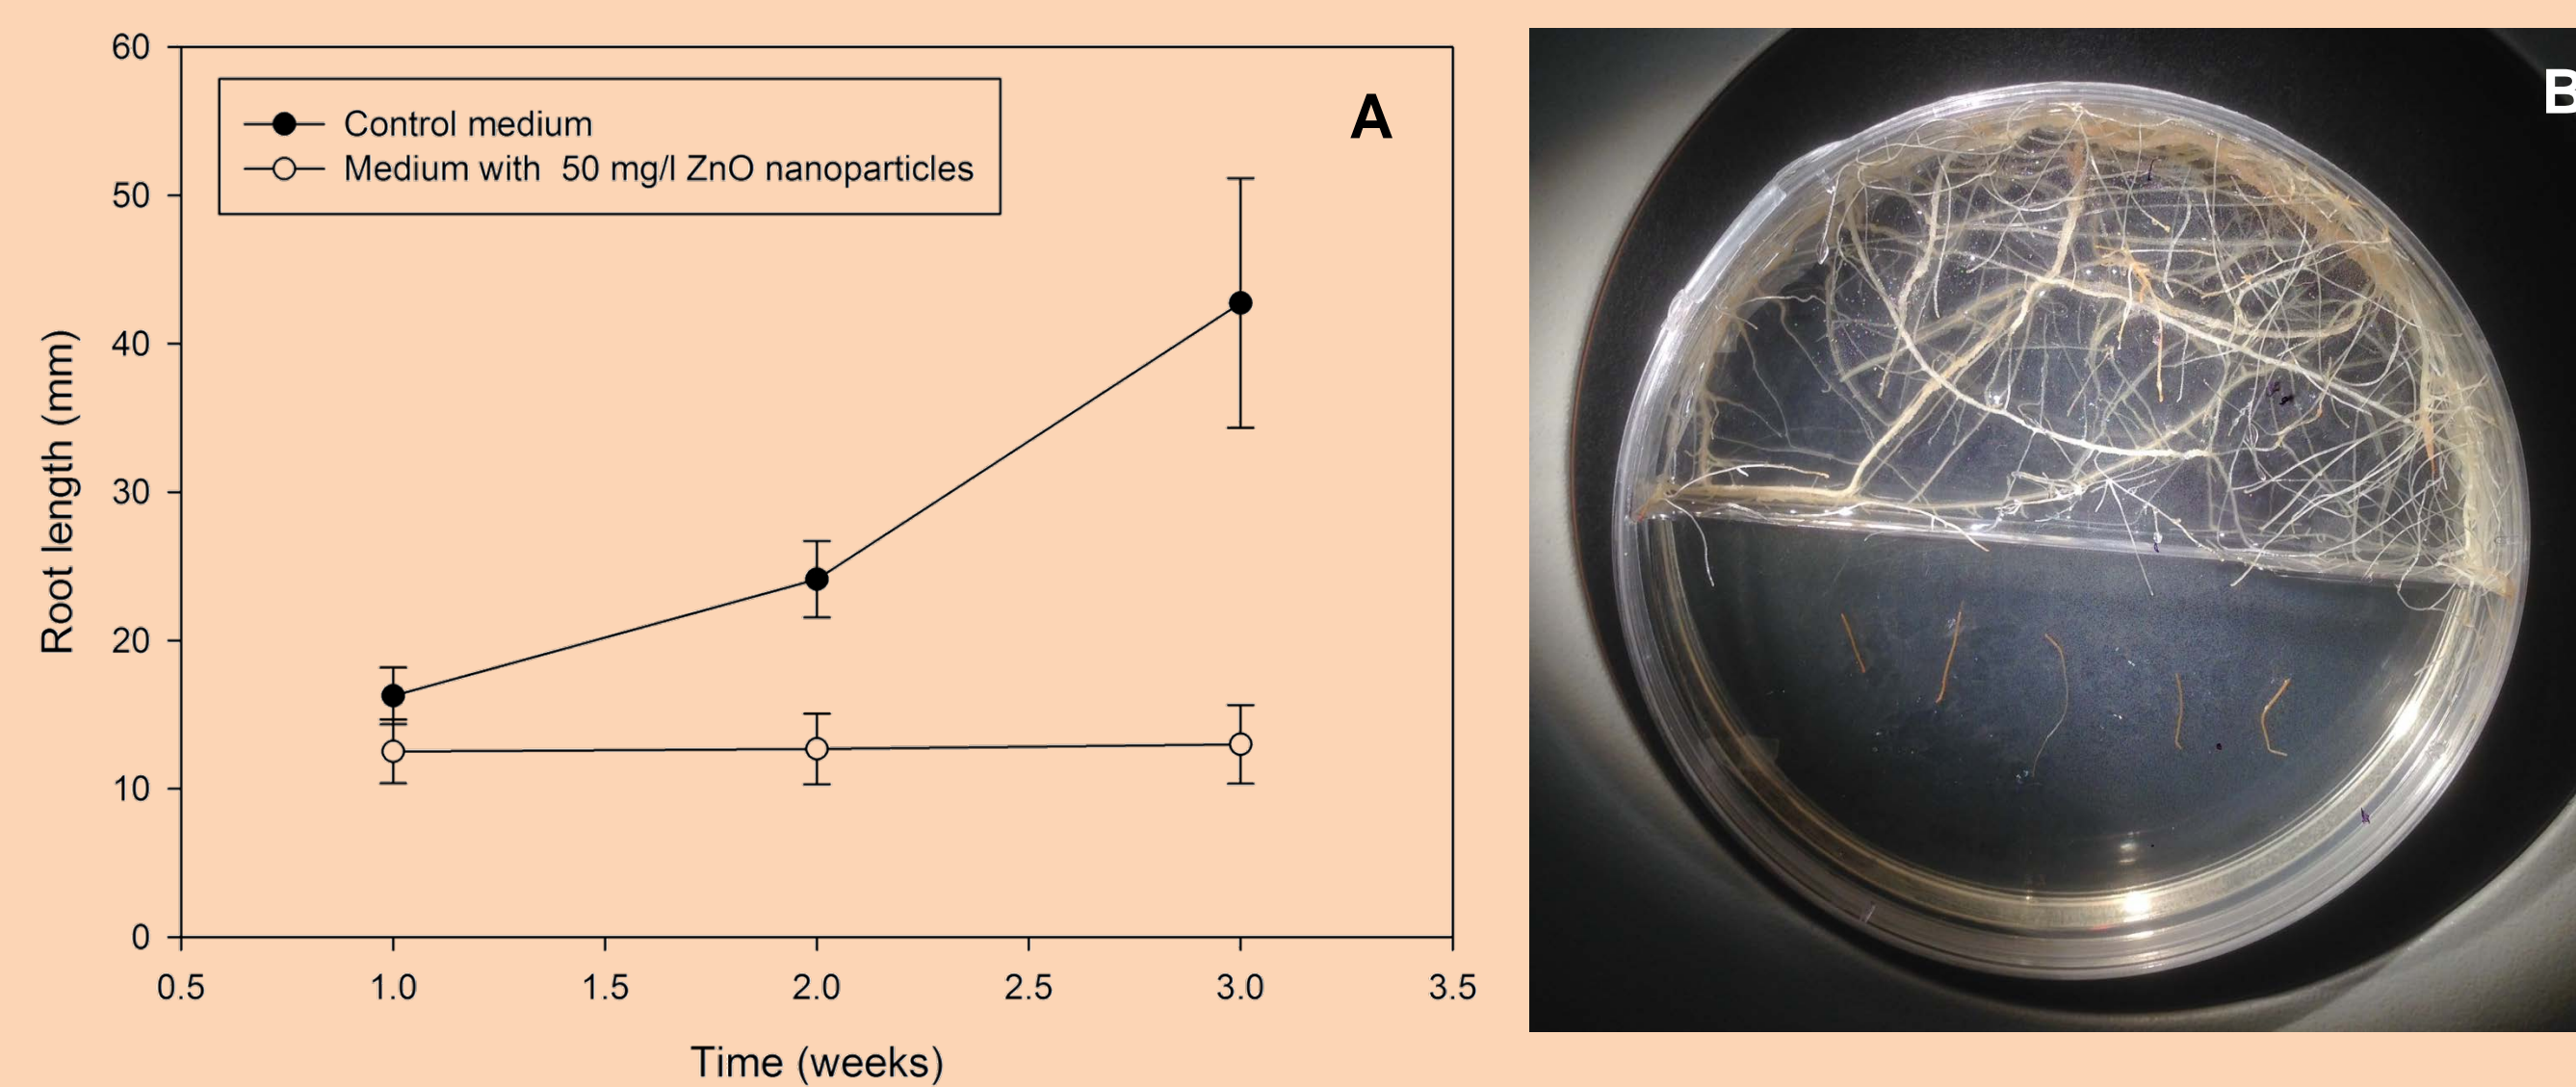 60
50
40
30
20
10
0
Root length (mm)
Control medium
Medium with 50 mg/l ZnO nanoparticles
A
0.5 1.0 1.5 2.0 2.5 3.0 3.5
Time (weeks)
B